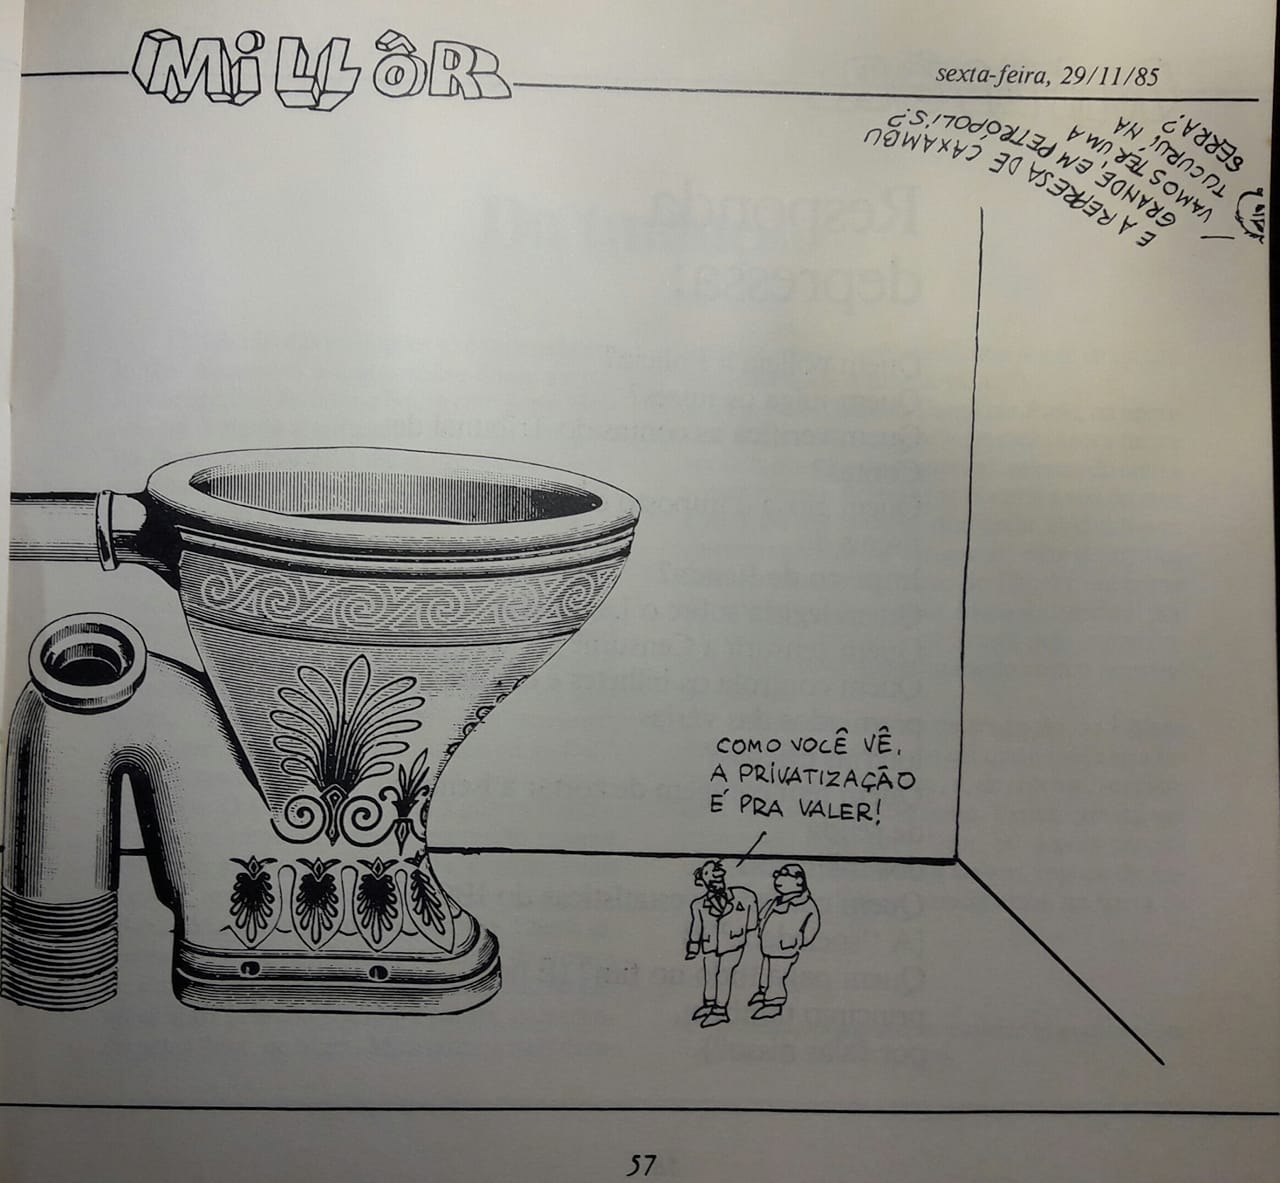 MiLLÔR
sexta-feira, 29/11/85
E A REPRESA DE CAXAMBU
GRANDE, EM PETRÓPOLIS?
VAMOS TER UMA
TUCURUÍ NA
SERRA?
COMO VOCÊ VÊ,
A PRIVATIZAÇÃO
É PRA VALER!
57